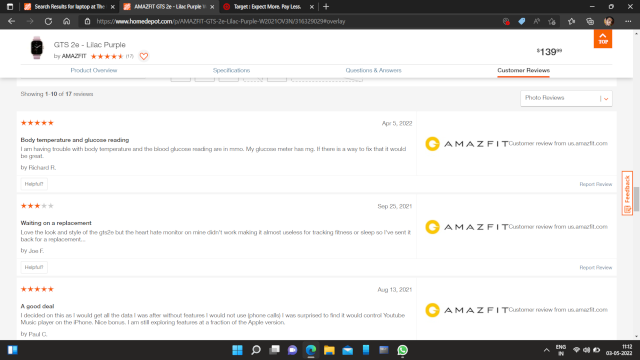 Search Results for laptop at The
AMAZFIT GTS 2e - Lilac Purple W
Target : Expect More. Pay Less.
https://www.homedepot.com/p/AMAZFIT-GTS-2e-Lilac-Purple-W2021OV3N/316329029#overlay
GTS 2e - Lilac Purple
by AMAZFIT (17)
$139.99
TOP
Product Overview
Specifications
Questions & Answers
Customer Reviews
Showing 1-10 of 17 reviews
Photo Reviews
Apr 5, 2022
Body temperature and glucose reading
I am having trouble with body temperature and the blood glucose reading are in mmo. My glucose meter has mg. If there is a way to fix that it would
be great.
by Richard R.
AMAZFIT Customer review from us.amazfit.com
Helpful?
Report Review
Sep 25, 2021
Waiting on a replacement
Love the look and style of the gts2e but the heart hate monitor on mine didn't work making it almost useless for tracking fitness or sleep so I've sent it
back for a replacement...
by Joe F.
AMAZFIT Customer review from us.amazfit.com
Helpful?
Report Review
Aug 13, 2021
A good deal
I decided on this as I would get all the data I was after without features I would not use (phone calls) I was suprised to find it would control Youtube
Music player on the iPhone. Nice bonus. I am still exploring features at a fraction of the Apple version.
by Paul C.
AMAZFIT Customer review from us.amazfit.com
Feedback
ENG
IN
11:12
03-05-2022